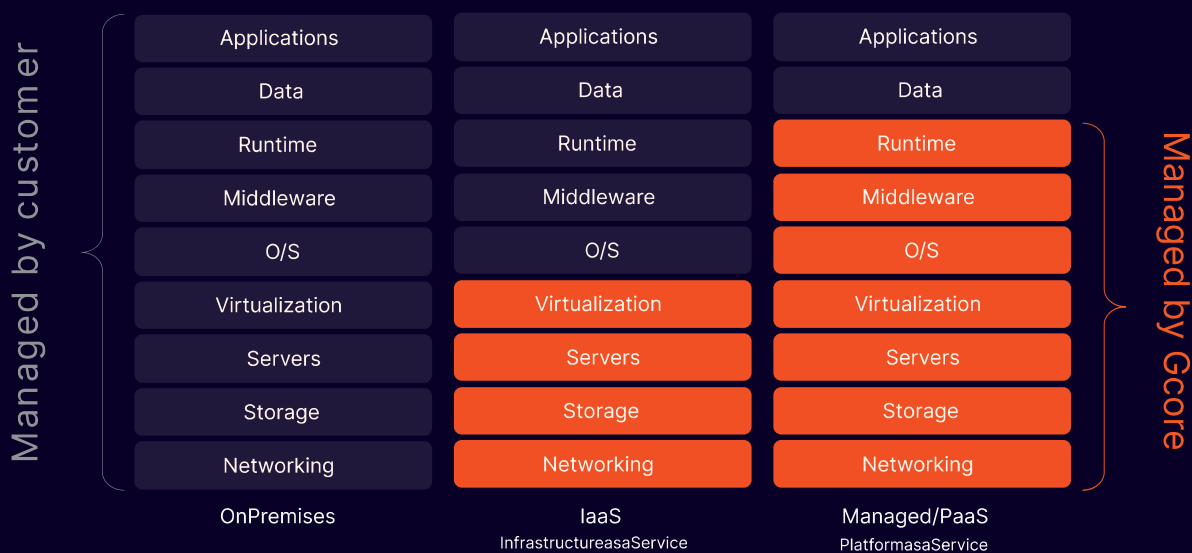 Managed by customer
Applications
Data
Runtime
Middleware
O/S
Virtualization
Servers
Storage
Networking
OnPremises
Applications
Data
Runtime
Middleware
O/S
Virtualization
Servers
Storage
Networking
IaaS
InfrastructureasaService
Applications
Data
Runtime
Middleware
O/S
Virtualization
Servers
Storage
Networking
Managed/PaaS
PlatformasaService
Managed by Gcore